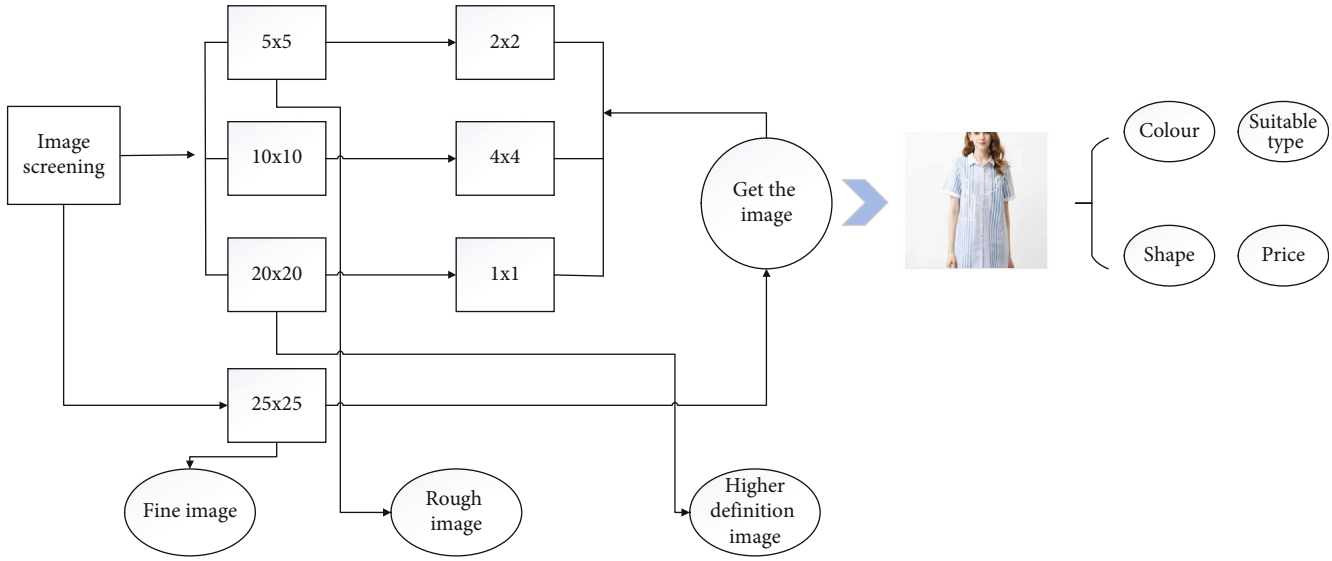 5x5
2x2
Image
screening
10x10
4x4
20x20
1x1
25x25
Fine image
Rough
image
Higher
definition
image
Get the
image
Colour
Suitable
type
Shape
Price